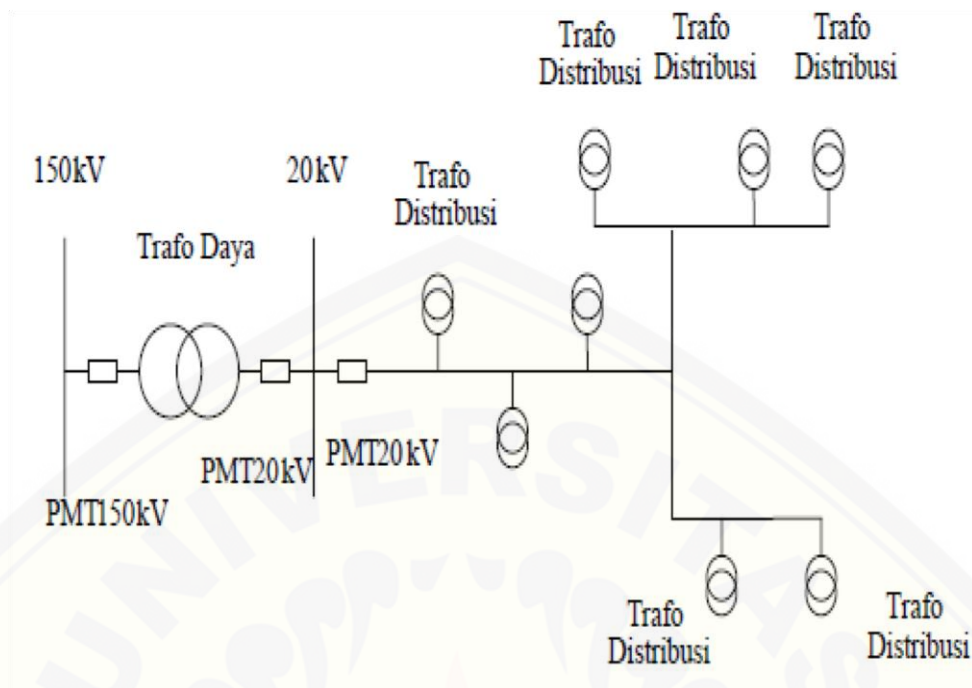 Trafo
Distribusi
Trafo
Distribusi
Trafo
Distribusi
150kV
20kV
Trafo
Distribusi
Trafo Daya
PMT150kV
PMT20kV
PMT20kV
Trafo
Distribusi
Trafo
Distribusi
UNIVERSITAS